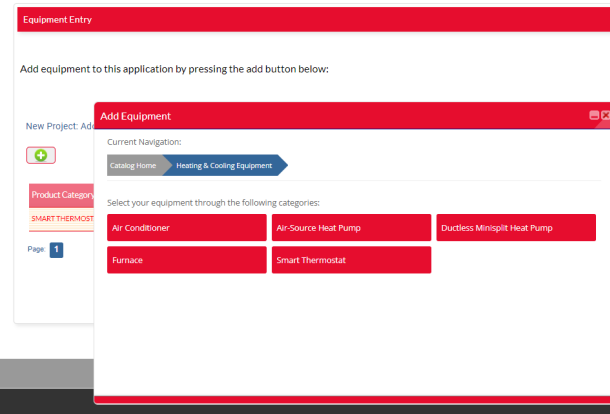 Equipment Entry
Add equipment to this application by pressing the add button below:
New Project: Add
Add Equipment
Current Navigation:
Catalog Home
Heating & Cooling Equipment
Product Category
Select your equipment through the following categories:
SMART THERMOST
Air Conditioner
Air-Source Heat Pump
Ductless Minisplit Heat Pump
Page: 1
Furnace
Smart Thermostat